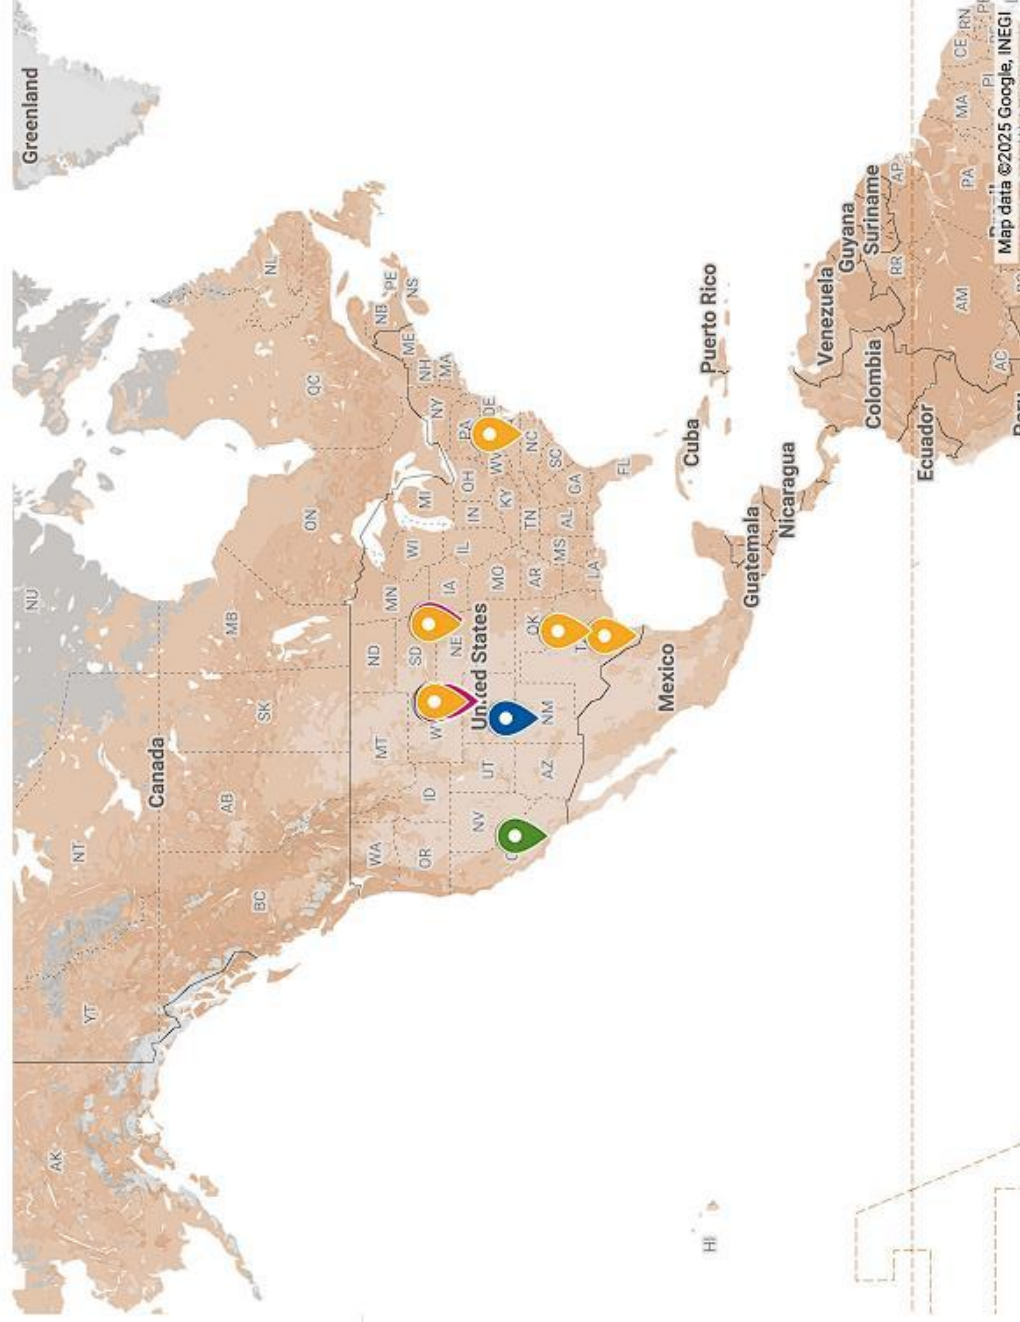 Greenland
NU
NT
YT
AK
Canada
NL
QC
ON
MB
SK
AB
BC
NB
PE
NS
ME
NH
MA
NY
PA
DE
MI
OH
WV
NC
WI
IN
KY
SC
IL
TN
GA
FL
MN
IA
MO
AR
MS
AL
LA
ND
SD
NE
OK
United States
MT
NM
WA
OR
ID
NV
UT
AZ
Mexico
Cuba
Puerto Rico
Guatemala
Nicaragua
HI
Venezuela
Guyana
Suriname
Colombia
Ecuador
AP
RR
AM
PA
AC
MA
CE
RN
PI
Map data ©2025 Google, INEGI